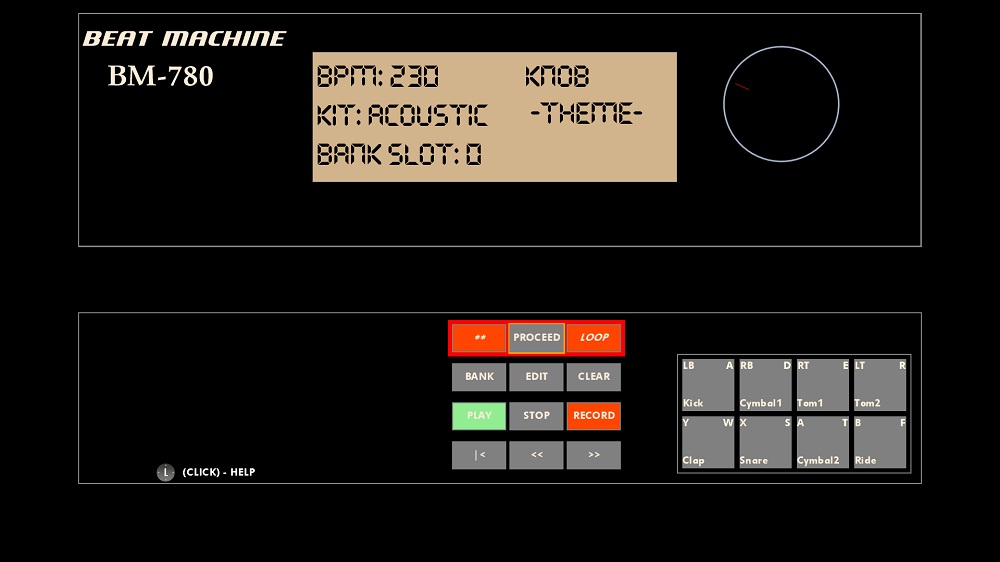 BEAT MACHINE
BM-780
BPM: 230
KIT: ACOUSTIC
BANK SLOT: 0
KNOB
-THEME-
** PROCEED LOOP
BANK EDIT CLEAR
PLAY STOP RECORD
|< << >>
LB A RB D RT E LT R
Kick Cymbal1 Tom1 Tom2
Y W X S A T B F
Clap Snare Cymbal2 Ride
L (CLICK) - HELP